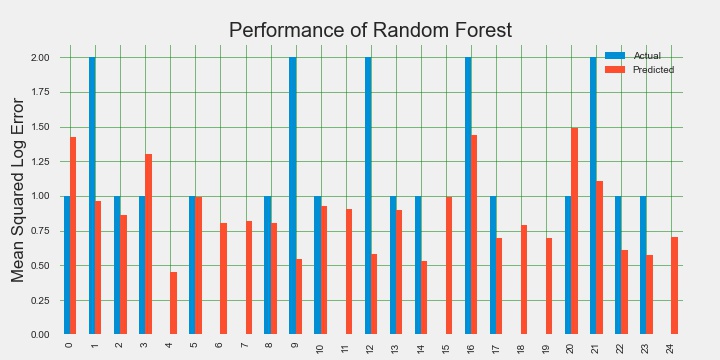 Performance of Random Forest
Actual
Predicted
Mean Squared Log Error
2.00
1.75
1.50
1.25
1.00
0.75
0.50
0.25
0.00
0 1 2 3 4 5 6 7 8 9 10 11 12 13 14 15 16 17 18 19 20 21 22 23 24